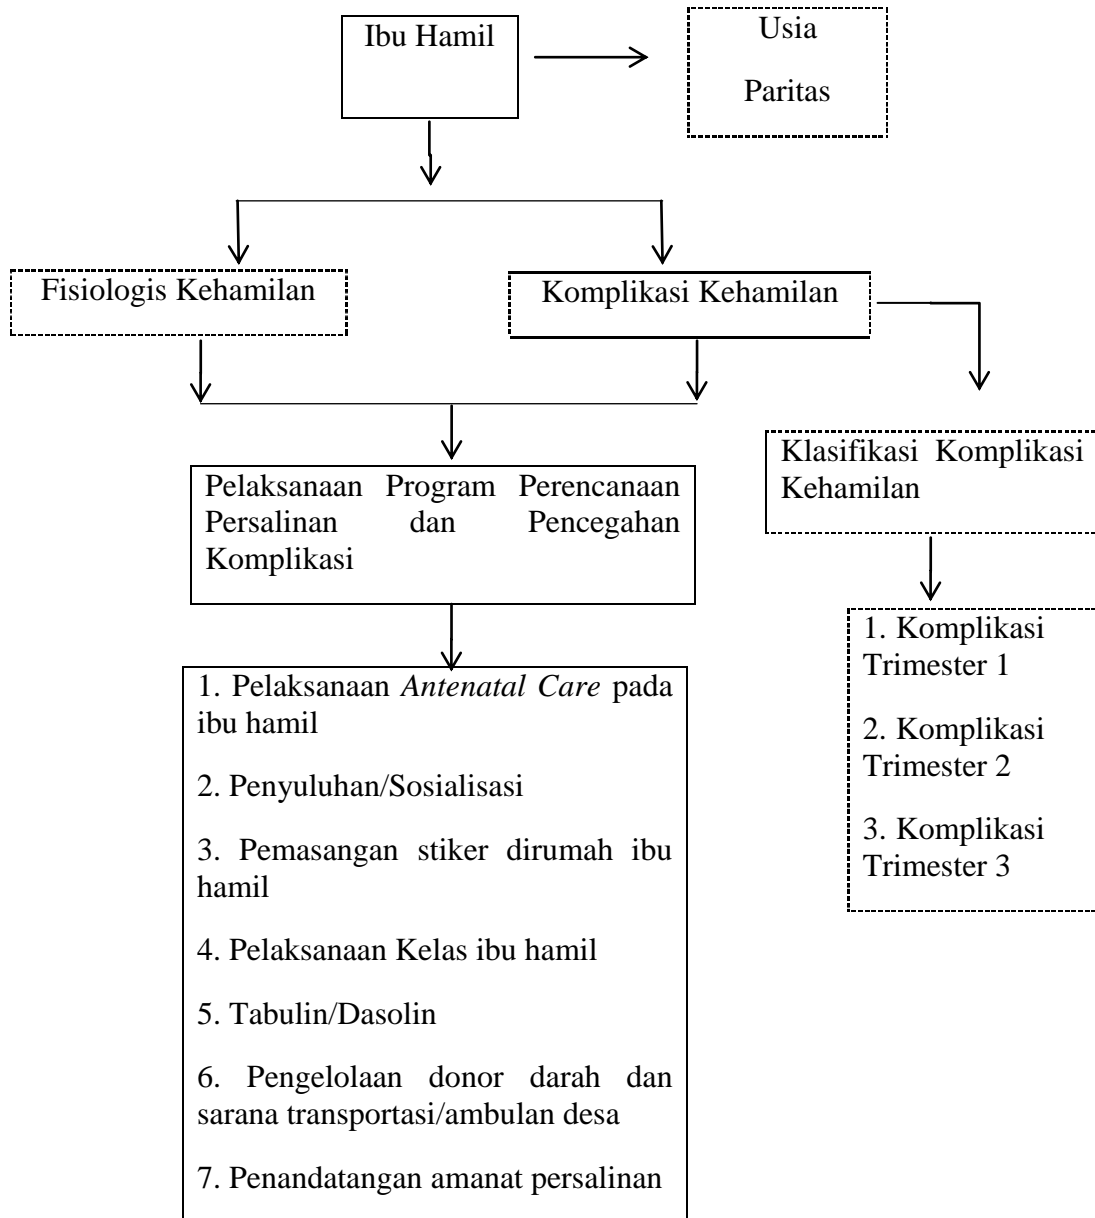 Ibu Hamil
Usia
Paritas
Fisiologis Kehamilan
Komplikasi Kehamilan
Klasifikasi Komplikasi
Kehamilan
Pelaksanaan Program Perencanaan
Persalinan dan Pencegahan
Komplikasi
1. Komplikasi
Trimester 1
2. Komplikasi
Trimester 2
3. Komplikasi
Trimester 3
1. Pelaksanaan Antenatal Care pada
ibu hamil
2. Penyuluhan/Sosialisasi
3. Pemasangan stiker dirumah ibu
hamil
4. Pelaksanaan Kelas ibu hamil
5. Tabulin/Dasolin
6. Pengelolaan donor darah dan
sarana transportasi/ambulan desa
7. Penandatangan amanat persalinan